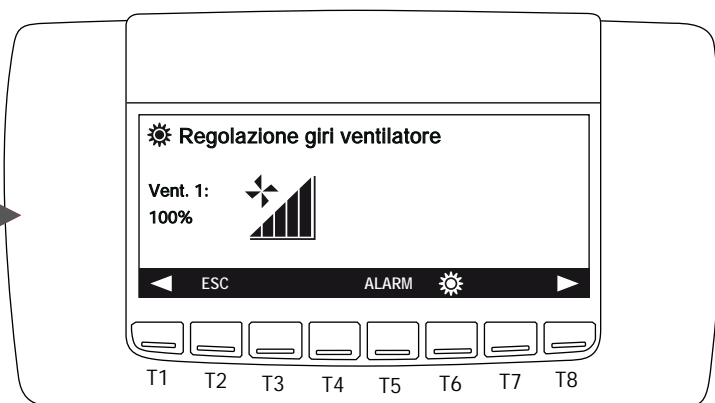 Regolazione giri ventilatore
Vent. 1:
100%
ESC ALARM
T1 T2 T3 T4 T5 T6 T7 T8